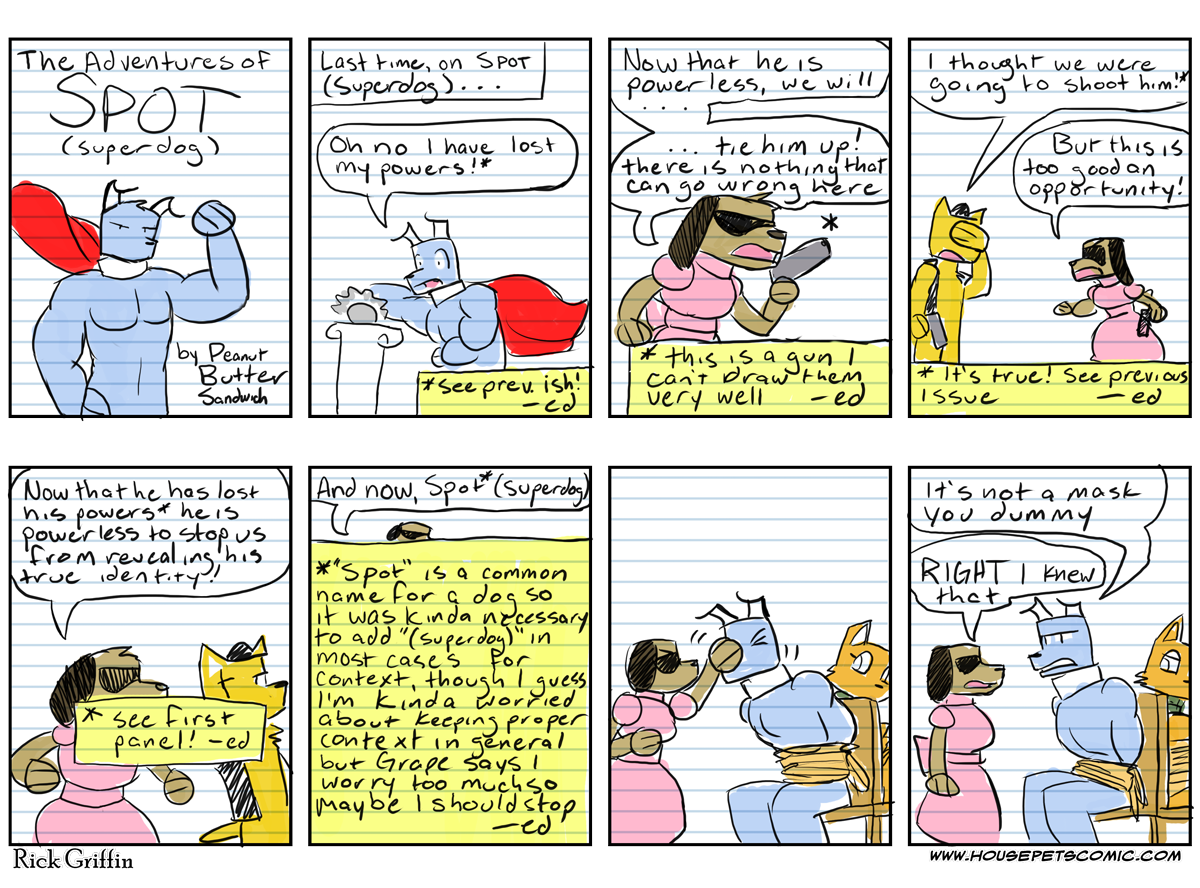 The Adventures of
SPOT
(superdog)
by Peanut
Butter
Sandwich
Last time, on SPOT
(Superdog)...
Oh no I have lost
my powers!*
*see prev. ish!
—ed
Now that he is
powerless, we will
....
... tie him up!
there is nothing that
can go wrong here
*
* this is a gun I
can't draw them
very well —ed
I thought we were
going to shoot him!*
But this is
too good an
opportunity!
* It's true! See previous
issue —ed
Now that he has lost
his powers* he is
powerless to stop us
from revealing his
true identity!
* see first
panel! —ed
And now, Spot*(superdog)
*"Spot" is a common
name for a dog so
it was kinda necessary
to add "(superdog)" in
most cases for
context, though I guess
I'm kinda worried
about keeping proper
context in general
but Grape says I
worry too much so
maybe I should stop
—ed
It's not a mask
you dummy
RIGHT I knew
that
Rick Griffin
www.HOUSEPETSCOMIC.COM